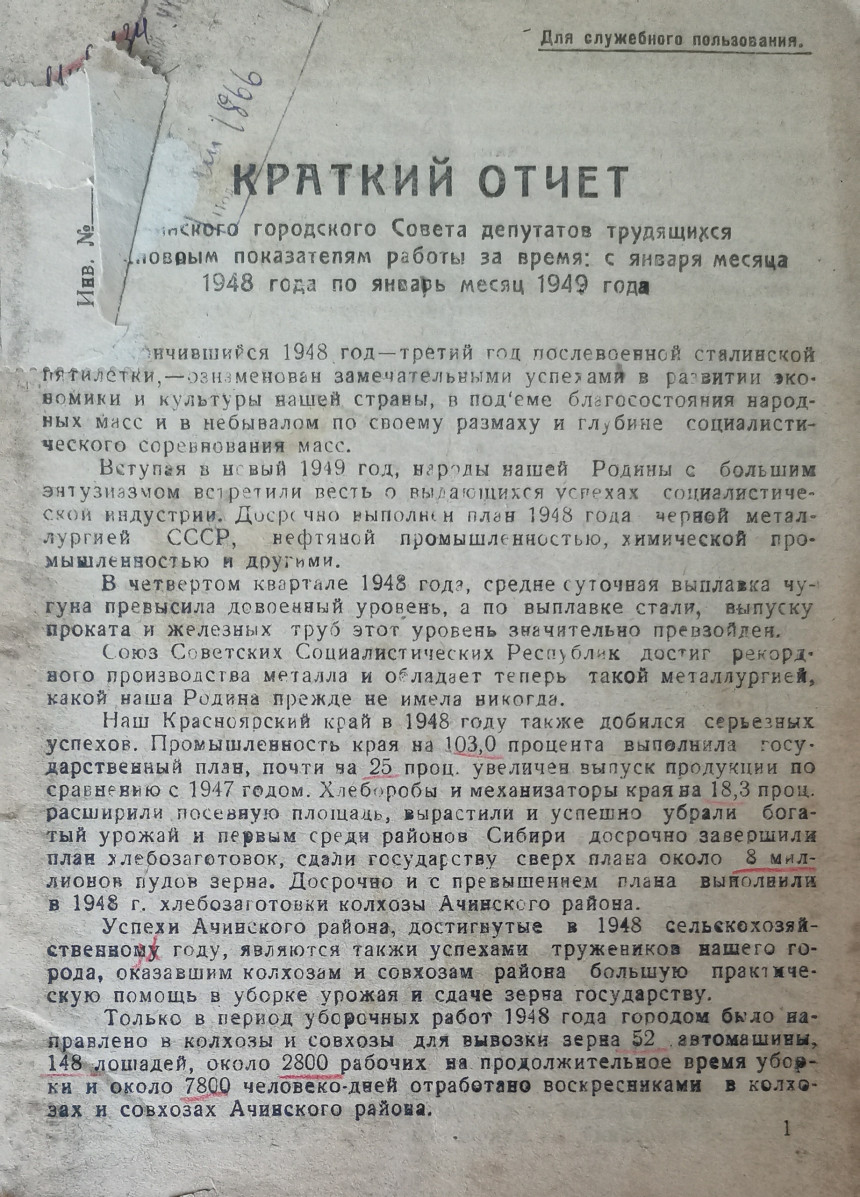 Для служебного пользования.
1866
Инв. №
КРАТКИЙ ОТЧЕТ
городского Совета депутатов трудящихся
показателям работы за время: с января месяца
1948 года по январь месяц 1949 года
1948 год—третий год послевоенной сталинской
пятилетки,—ознаменован замечательными успехами в развитии эко-
номики и культуры нашей страны, в под'еме благосостояния народ-
ных масс и в небывалом по своему размаху и глубине социалисти-
ческого соревнования масс.
Вступая в новый 1949 год, народы нашей Родины с большим
энтузиазмом встретили весть о выдающихся успехах социалистиче-
ской индустрии. Досрочно выполнен план 1948 года черной метал-
лургией СССР, нефтяной промышленностью, химической про-
мышленностью и другими.
В четвертом квартале 1948 года, среднесуточная выплавка чу-
гуна превысила довоенный уровень, а по выплавке стали, выпуску
проката и железных труб этот уровень значительно превзойден.
Союз Советских Социалистических Республик достиг рекорд-
ного производства металла и обладает теперь такой металлургией,
какой наша Родина прежде не имела никогда.
Наш Красноярский край в 1948 году также добился серьезных
успехов. Промышленность края на 103,0 процента выполнила госу-
дарственный план, почти на 25 проц. увеличен выпуск продукции по
сравнению с 1947 годом. Хлеборобы и механизаторы края на 18,3 проц.
расширили посевную площадь, вырастили и успешно убрали бога-
тый урожай и первым среди районов Сибири досрочно завершили
план хлебозаготовок, сдали государству сверх плана около 8 мил-
лионов пудов зерна. Досрочно и с превышением плана выполнили
в 1948 г. хлебозаготовки колхозы Ачинского района.
Успехи Ачинского района, достигнутые в 1948 сельскохозяй-
ственному году, являются такжи успехами тружеников нашего го-
рода, оказавшим колхозам и совхозам района большую практиче-
скую помощь в уборке урожая и сдаче зерна государству.
Только в период уборочных работ 1948 года городом было на-
правлено в колхозы и совхозы для вывозки зерна 52 автомашины,
148 лошадей, около 2800 рабочих на продолжительное время убор-
ки и около 7800 человеко-дней отработано воскресниками в колхо-
зах и совхозах Ачинского района.
1